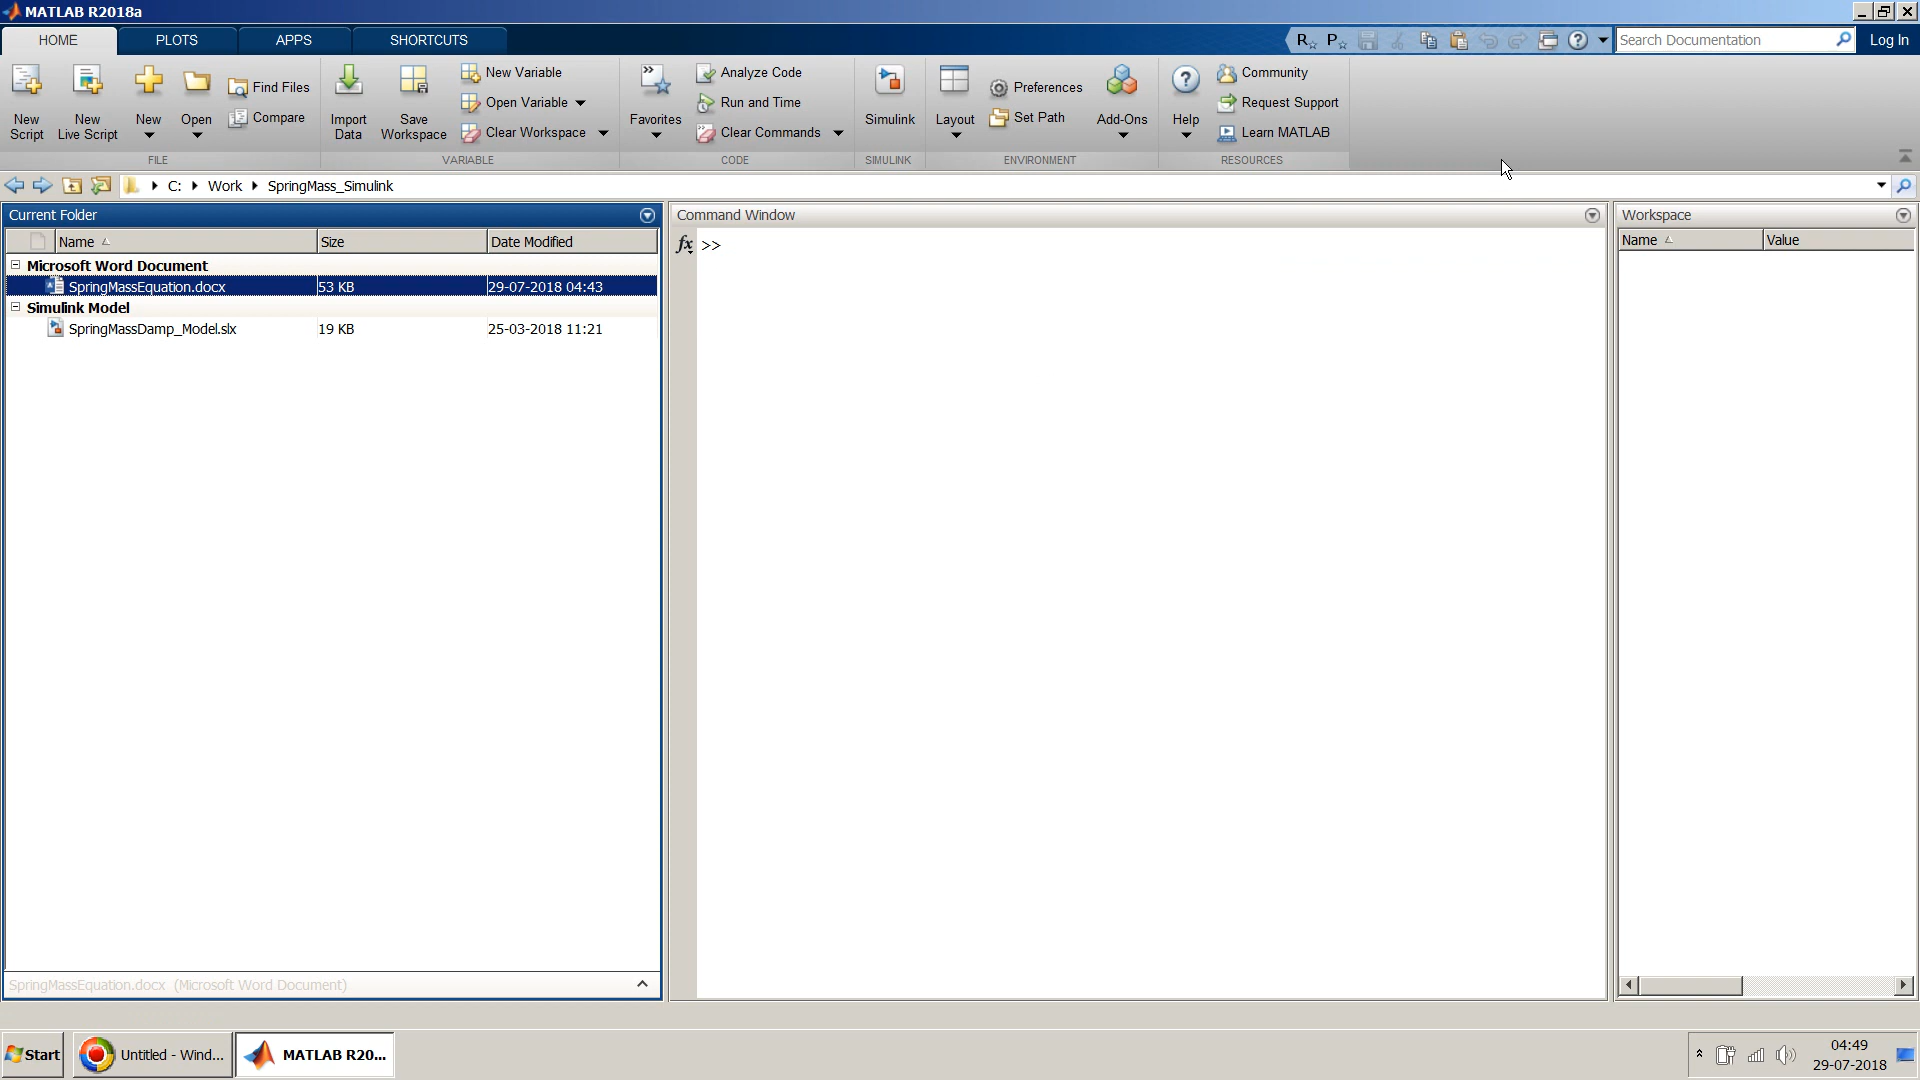 MATLAB R2018a
HOME PLOTS APPS SHORTCUTS Search Documentation Log In
New Script
New Live Script
New
Open
Find Files
Compare
FILE
Import Data
Save Workspace
New Variable
Open Variable
Clear Workspace
VARIABLE
Favorites
Analyze Code
Run and Time
Clear Commands
CODE
Simulink
SIMULINK
Layout
Preferences
Set Path
Add-Ons
ENVIRONMENT
Help
Community
Request Support
Learn MATLAB
RESOURCES
C: Work SpringMass_Simulink
Current Folder
Name Size Date Modified
Microsoft Word Document
SpringMassEquation.docx 53 KB 29-07-2018 04:43
Simulink Model
SpringMassDamp_Model.slx 19 KB 25-03-2018 11:21
SpringMassEquation.docx (Microsoft Word Document)
Command Window
fx >>
Workspace
Name Value
Start
Untitled - Wind...
MATLAB R20...
04:49
29-07-2018